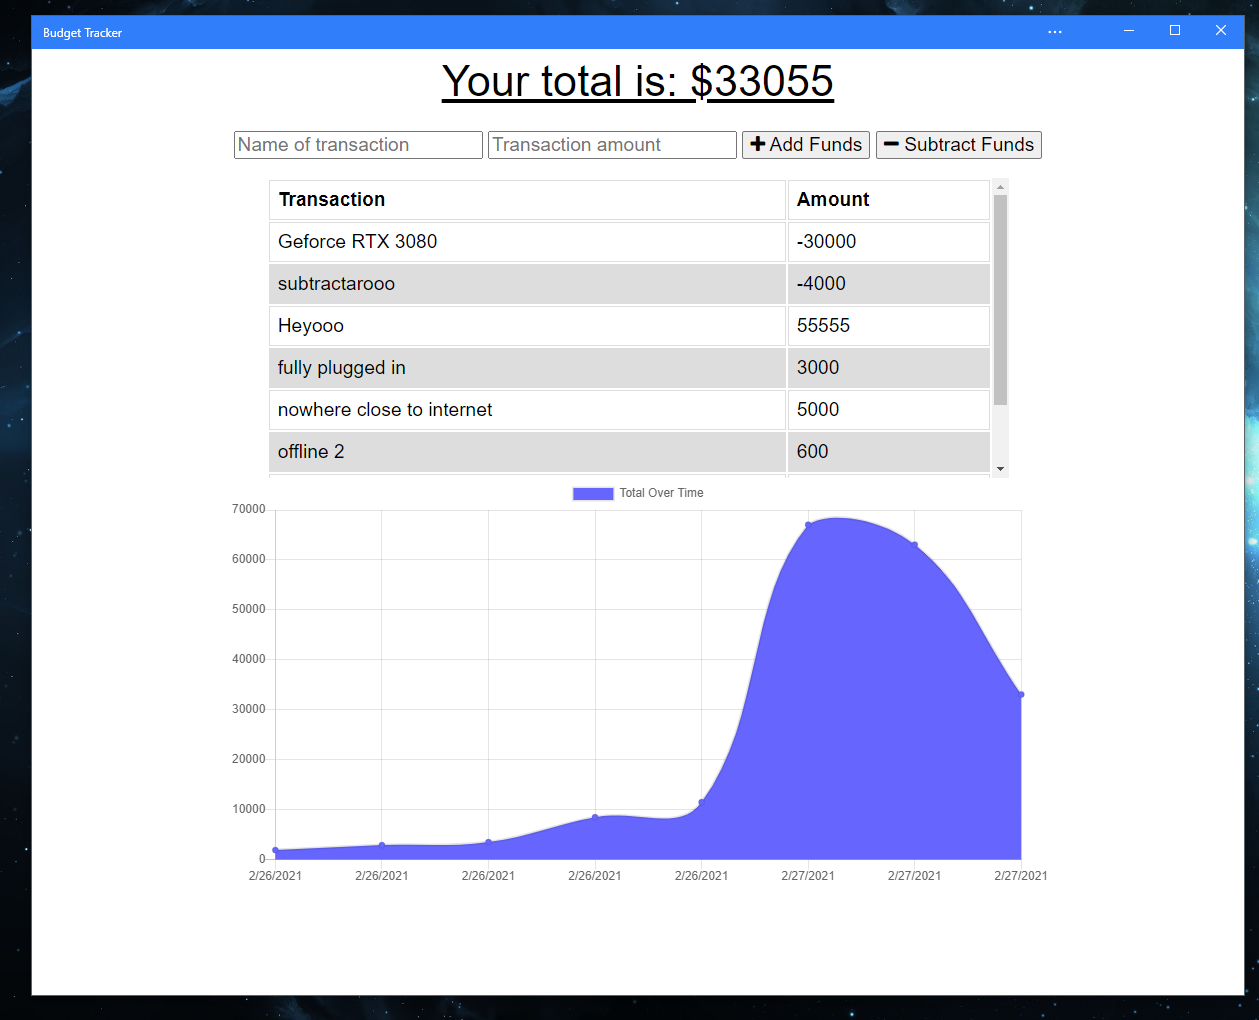 Budget Tracker
Your total is: $33055
Name of transaction Transaction amount Add Funds Subtract Funds
Transaction Amount
Geforce RTX 3080 -30000
subtractarooo -4000
Heyooo 55555
fully plugged in 3000
nowhere close to internet 5000
offline 2 600
Total Over Time
70000
60000
50000
40000
30000
20000
10000
0
2/26/2021 2/26/2021 2/26/2021 2/26/2021 2/26/2021 2/27/2021 2/27/2021 2/27/2021